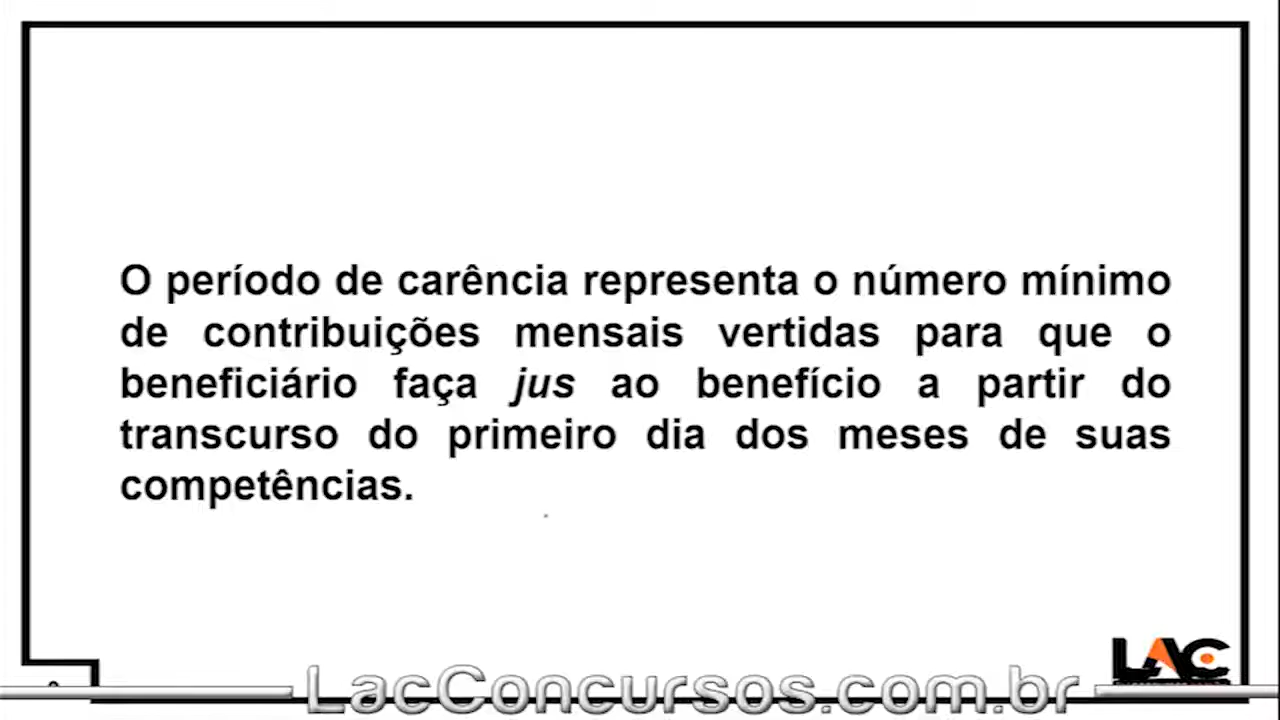 O período de carência representa o número mínimo
de contribuições mensais vertidas para que o
beneficiário faça jus ao benefício a partir do
transcurso do primeiro dia dos meses de suas
competências.
LAC
LacConcursos.com.br